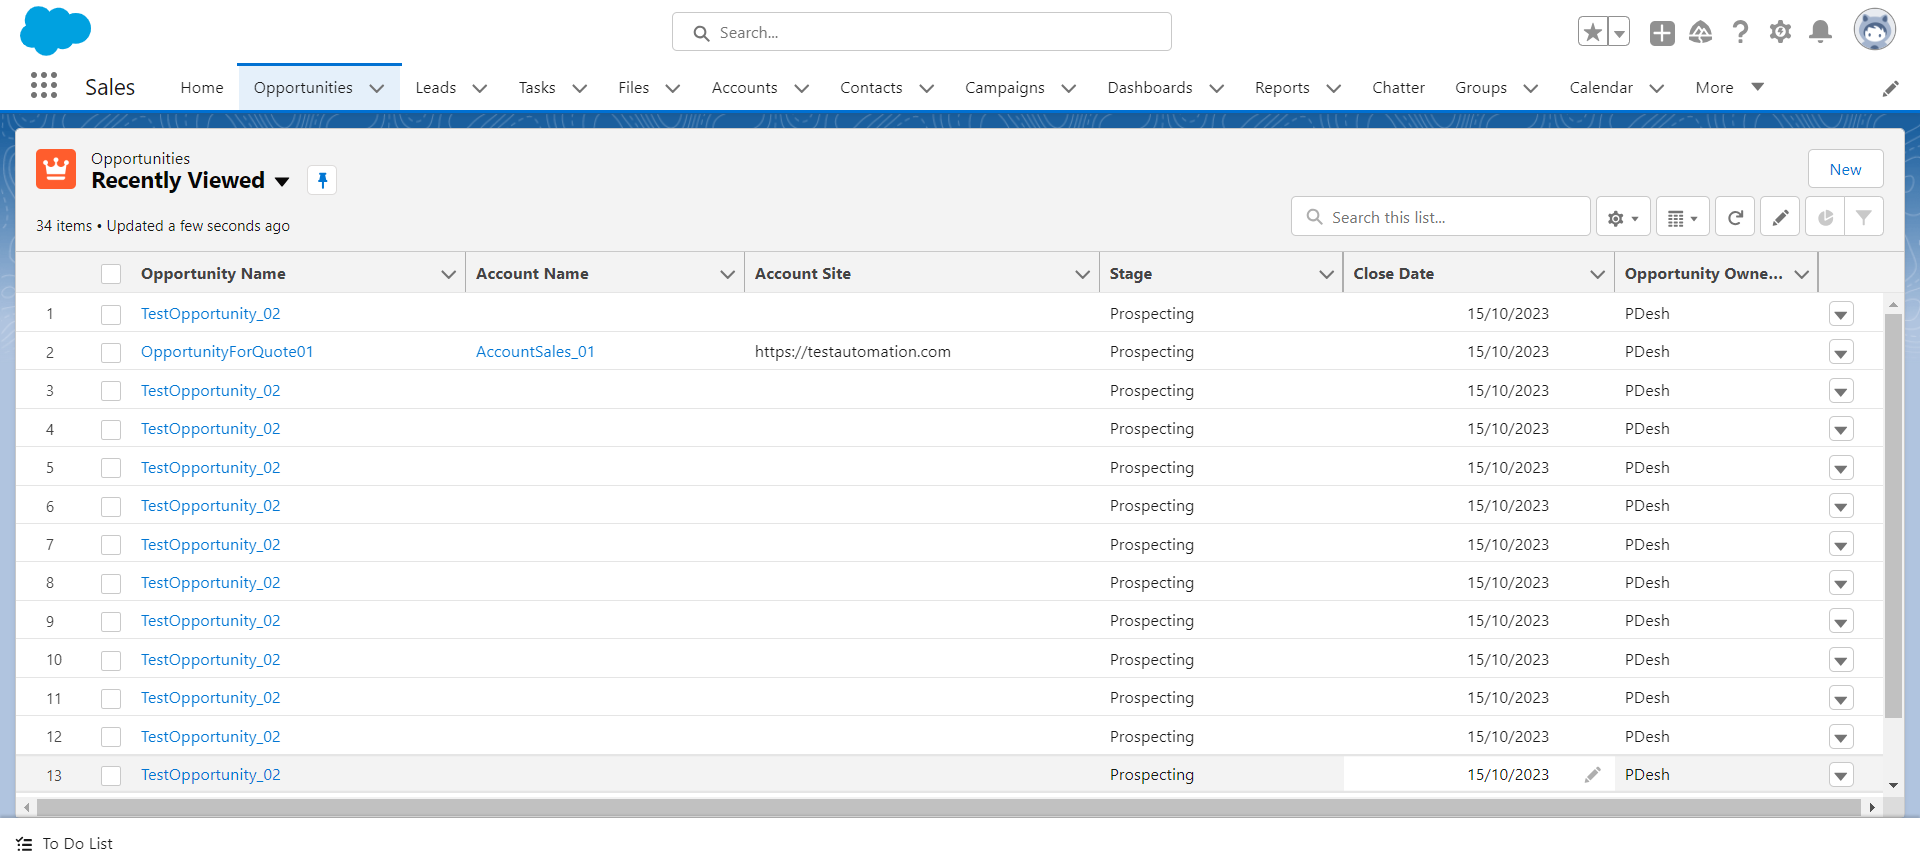 Search...
Sales Home Opportunities Leads Tasks Files Accounts Contacts Campaigns Dashboards Reports Chatter Groups Calendar More
Opportunities
Recently Viewed
New
34 items • Updated a few seconds ago
Search this list...
Opportunity Name Account Name Account Site Stage Close Date Opportunity Owne...
1 TestOpportunity_02 Prospecting 15/10/2023 PDesh
2 OpportunityForQuote01 AccountSales_01 https://testautomation.com Prospecting 15/10/2023 PDesh
3 TestOpportunity_02 Prospecting 15/10/2023 PDesh
4 TestOpportunity_02 Prospecting 15/10/2023 PDesh
5 TestOpportunity_02 Prospecting 15/10/2023 PDesh
6 TestOpportunity_02 Prospecting 15/10/2023 PDesh
7 TestOpportunity_02 Prospecting 15/10/2023 PDesh
8 TestOpportunity_02 Prospecting 15/10/2023 PDesh
9 TestOpportunity_02 Prospecting 15/10/2023 PDesh
10 TestOpportunity_02 Prospecting 15/10/2023 PDesh
11 TestOpportunity_02 Prospecting 15/10/2023 PDesh
12 TestOpportunity_02 Prospecting 15/10/2023 PDesh
13 TestOpportunity_02 Prospecting 15/10/2023 PDesh
To Do List